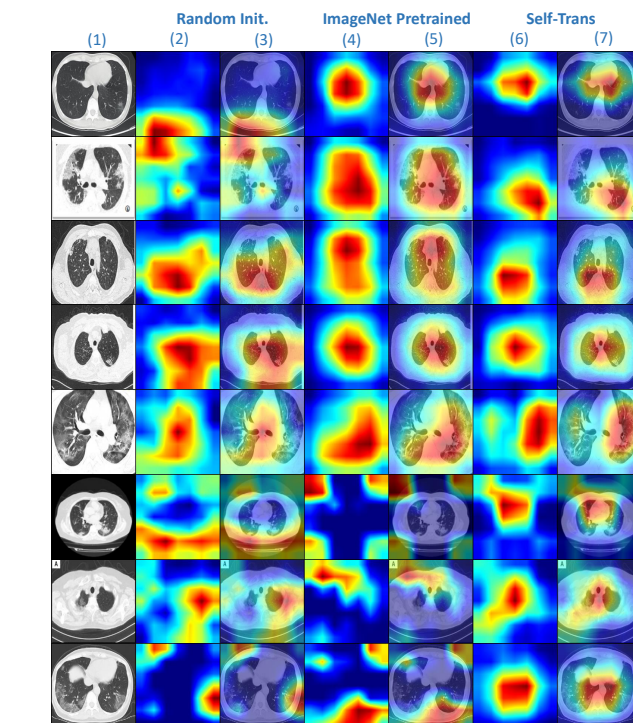 Random Init. ImageNet Pretrained Self-Trans
(1) (2) (3) (4) (5) (6) (7)
A A A